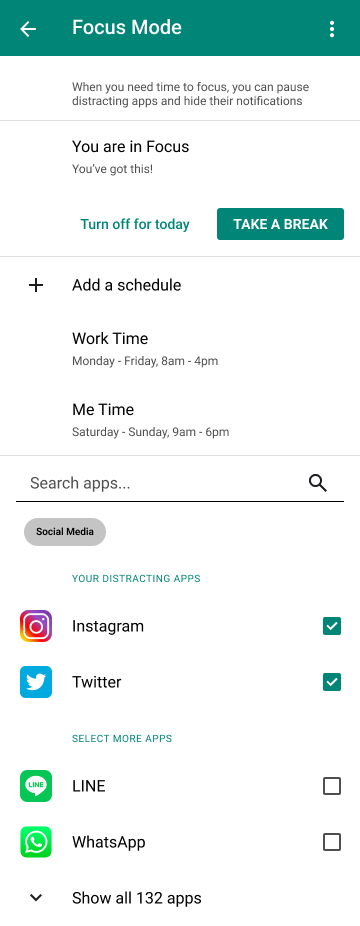 Focus Mode
When you need time to focus, you can pause
distracting apps and hide their notifications
You are in Focus
You've got this!
Turn off for today
TAKE A BREAK
Add a schedule
Work Time
Monday - Friday, 8am - 4pm
Me Time
Saturday - Sunday, 9am - 6pm
Search apps...
Social Media
YOUR DISTRACTING APPS
Instagram
Twitter
SELECT MORE APPS
LINE
LINE
WhatsApp
Show all 132 apps